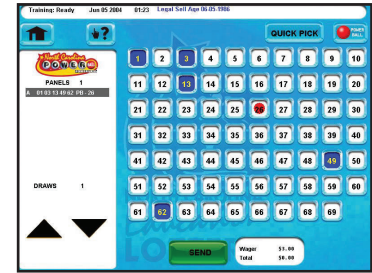 Training: Ready Jun 05 2004 01:23 Legal Sell Age 06-05-1986
?
QUICK PICK
POWER BALL
North Carolina
POWERBALL
PANELS 1
A 01 03 13 49 62 PB - 26
DRAWS 1
1 2 3 4 5 6 7 8 9 10
11 12 13 14 15 16 17 18 19 20
21 22 23 24 25 26 27 28 29 30
31 32 33 34 35 36 37 38 39 40
41 42 43 44 45 46 47 48 49 50
51 52 53 54 55 56 57 58 59 60
61 62 63 64 65 66 67 68 69
SEND
Wager $3.00
Total $0.00